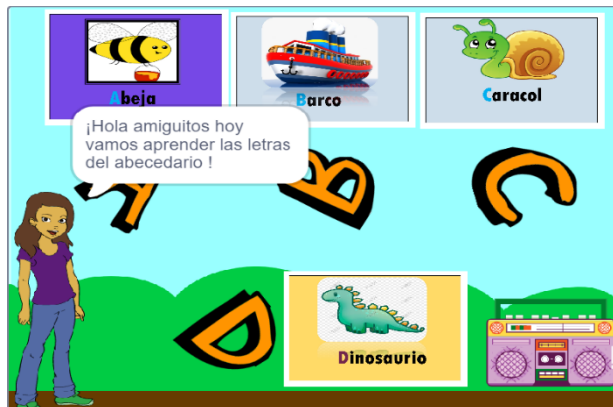 Abeja
Barco
Caracol
¡Hola amiguitos hoy
vamos aprender las letras
del abecedario !
A
B
C
D
Dinosaurio